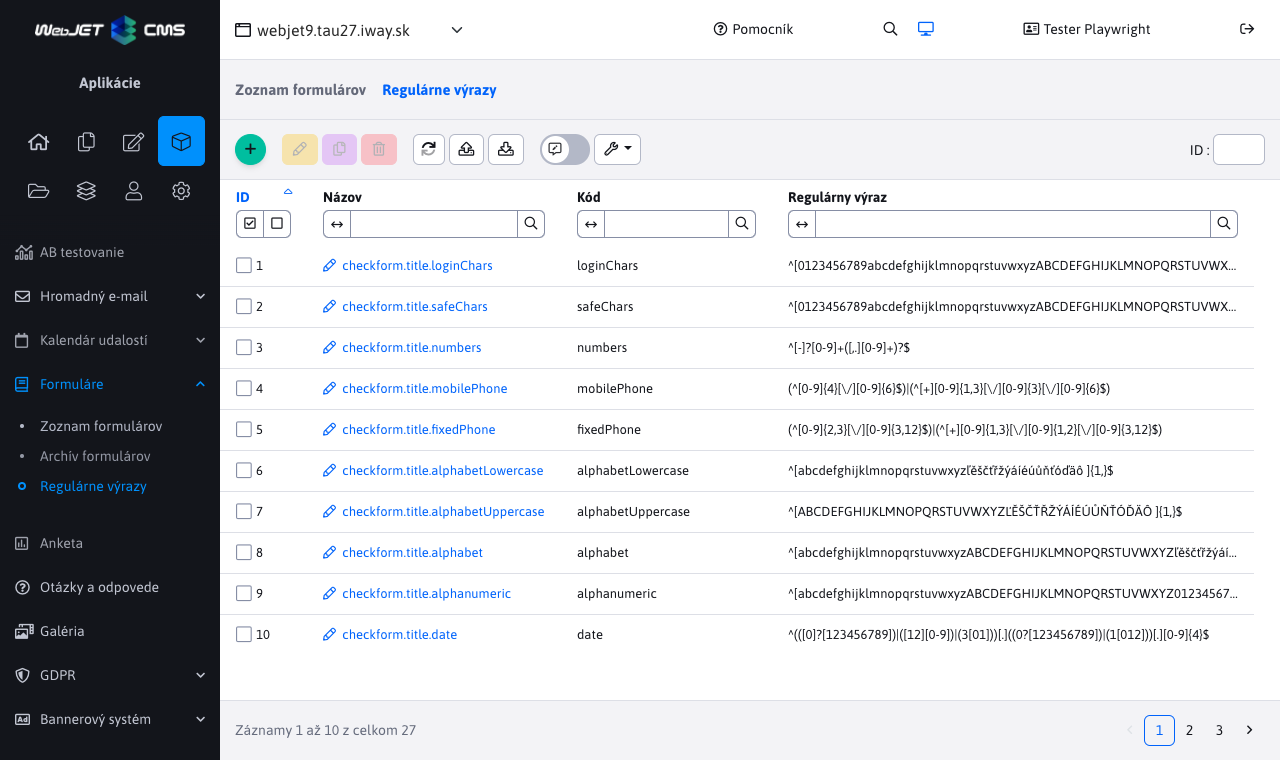 WebJET CMS
webjet9.tau27.iway.sk
Pomocník
Tester Playwright
Aplikácie
Zoznam formulárov
Regulárne výrazy
ID :
AB testovanie
Hromadný e-mail
Kalendár udalostí
Formuláre
Zoznam formulárov
Archív formulárov
Regulárne výrazy
Anketa
Otázky a odpovede
Galéria
GDPR
Bannerový systém
ID Názov Kód Regulárny výraz
1 checkform.title.loginChars loginChars ^[0123456789abcdefghijklmnopqrstuvwxyzABCDEFGHIJKLMNOPQRSTUVWX...
2 checkform.title.safeChars safeChars ^[0123456789abcdefghijklmnopqrstuvwxyzABCDEFGHIJKLMNOPQRSTUVWX...
3 checkform.title.numbers numbers ^[-]?[0-9]+([,.][0-9]+)?$
4 checkform.title.mobilePhone mobilePhone (^[0-9]{4}[\/][0-9]{6}$)|(^[+][0-9]{1,3}[\/][0-9]{3}[\/][0-9]{6}$)
5 checkform.title.fixedPhone fixedPhone (^[0-9]{2,3}[\/][0-9]{3,12}$)|(^[+][0-9]{1,3}[\/][0-9]{1,2}[\/][0-9]{3,12}$)
6 checkform.title.alphabetLowercase alphabetLowercase ^[abcdefghijklmnopqrstuvwxyzľěščťřžýáíéúůňťóďäô ]{1,}$
7 checkform.title.alphabetUppercase alphabetUppercase ^[ABCDEFGHIJKLMNOPQRSTUVWXYZĽĚŠČŤŘŽÝÁÍÉÚŮŇŤÓĎÄÔ ]{1,}$
8 checkform.title.alphabet alphabet ^[abcdefghijklmnopqrstuvwxyzABCDEFGHIJKLMNOPQRSTUVWXYZľěščťřžýáí...
9 checkform.title.alphanumeric alphanumeric ^[abcdefghijklmnopqrstuvwxyzABCDEFGHIJKLMNOPQRSTUVWXYZ01234567...
10 checkform.title.date date ^(([0]?[123456789])|([12][0-9])|(3[01]))[.]((0?[123456789])|(1[012]))[.][0-9]{4}$
Záznamy 1 až 10 z celkom 27
1 2 3